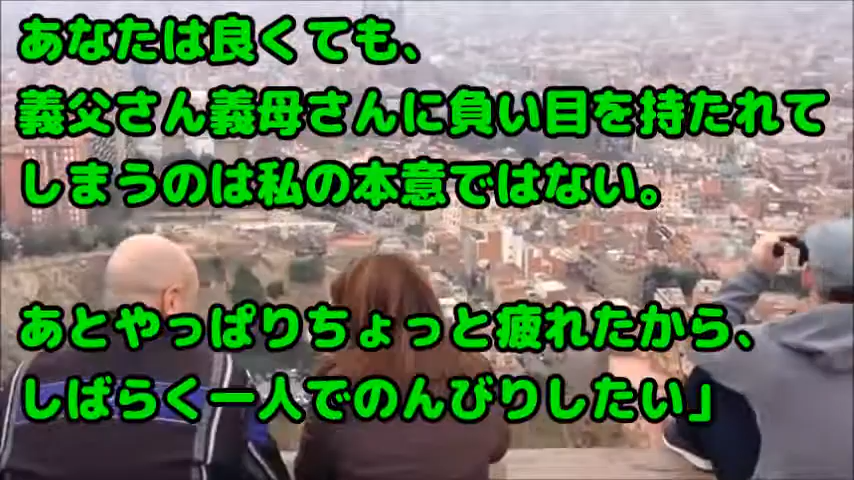 あなたは良くても、
義父さん義母さんに負い目を持たれて
しまうのは私の本意ではない。
あとやっぱりちょっと疲れたから、
しばらく一人でのんびりしたい」